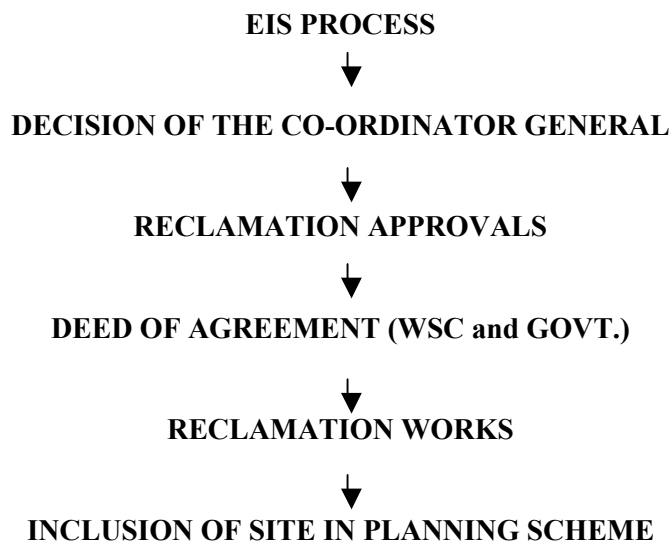 EIS PROCESS
DECISION OF THE CO-ORDINATOR GENERAL
RECLAMATION APPROVALS
DEED OF AGREEMENT (WSC and GOVT.)
RECLAMATION WORKS
INCLUSION OF SITE IN PLANNING SCHEME